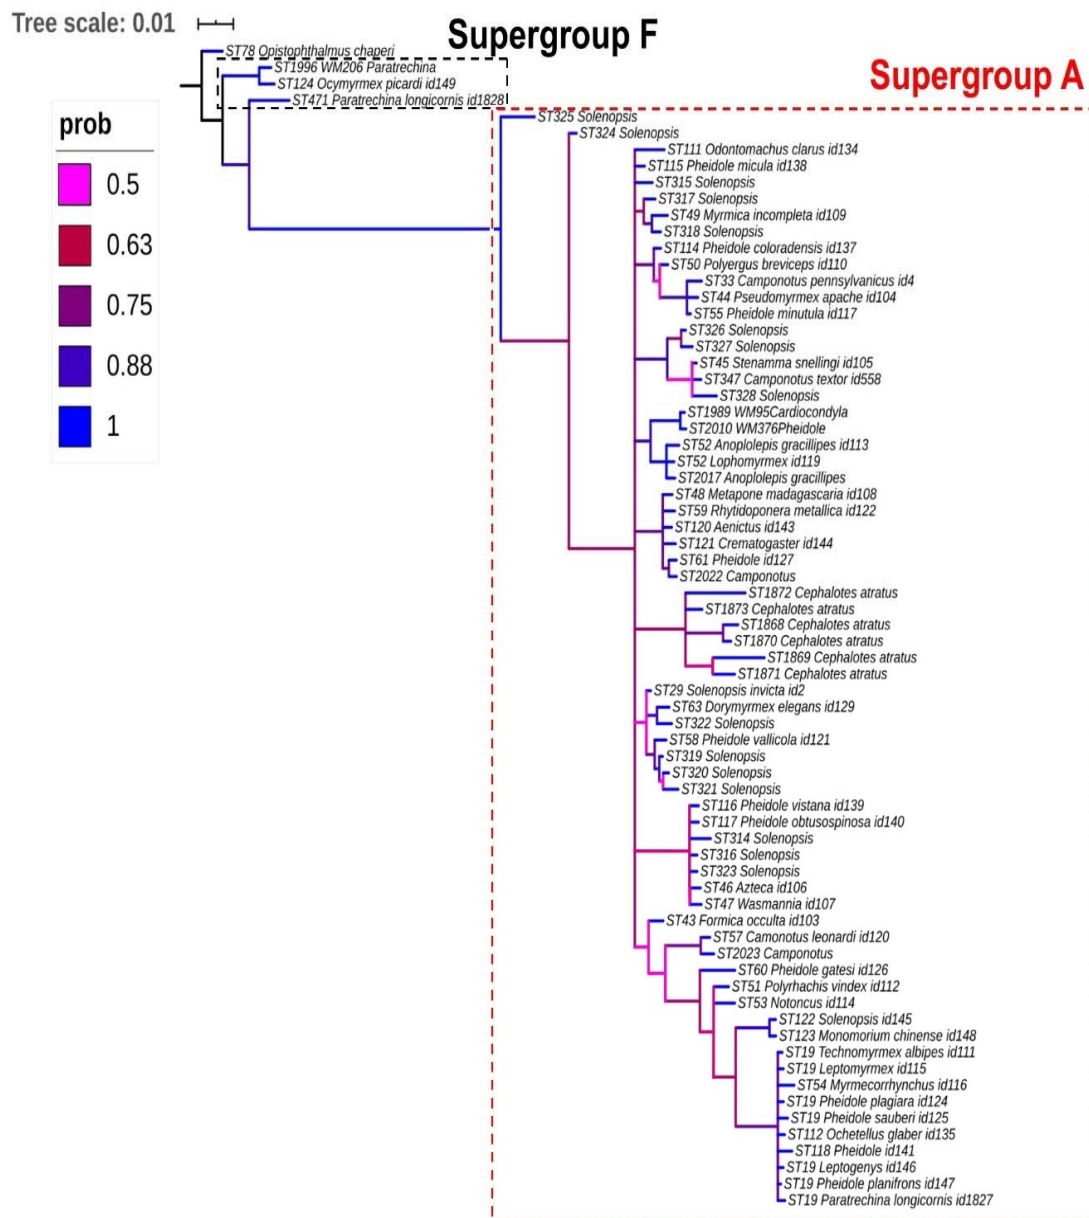 Tree scale: 0.01
Supergroup F
Supergroup A
prob
0.5
0.63
0.75
0.88
1
ST78 Opistophthalmus chaperi
ST1996 WM206 Paratrechina
ST124 Ocymyrmex picardi id149
ST471 Paratrechina longicornis id1828
ST325 Solenopsis
ST324 Solenopsis
ST111 Odontomachus clarus id134
ST115 Pheidole micula id138
ST315 Solenopsis
ST317 Solenopsis
ST49 Myrmica incompleta id109
ST318 Solenopsis
ST114 Pheidole coloradensis id137
ST50 Polyergus breviceps id110
ST33 Camponotus pennsylvanicus id4
ST44 Pseudomyrmex apache id104
ST55 Pheidole minutula id117
ST326 Solenopsis
ST327 Solenopsis
ST45 Stenamma snellingi id105
ST347 Camponotus textor id558
ST328 Solenopsis
ST1989 WM95Cardiocondyla
ST2010 WM376Pheidole
ST52 Anoplolepis gracillipes id113
ST52 Lophomyrmex id119
ST2017 Anoplolepis gracillipes
ST48 Metapone madagascaria id108
ST59 Rhytidoponera metallica id122
ST120 Aenictus id143
ST121 Crematogaster id144
ST61 Pheidole id127
ST2022 Camponotus
ST1872 Cephalotes atratus
ST1873 Cephalotes atratus
ST1868 Cephalotes atratus
ST1870 Cephalotes atratus
ST1869 Cephalotes atratus
ST1871 Cephalotes atratus
ST29 Solenopsis invicta id2
ST63 Dorymyrmex elegans id129
ST322 Solenopsis
ST58 Pheidole vallicola id121
ST319 Solenopsis
ST320 Solenopsis
ST321 Solenopsis
ST116 Pheidole vistana id139
ST117 Pheidole obtusospinosa id140
ST314 Solenopsis
ST316 Solenopsis
ST323 Solenopsis
ST46 Azteca id106
ST47 Wasmannia id107
ST43 Formica occulta id103
ST57 Camonotus leonardi id120
ST2023 Camponotus
ST60 Pheidole gatesi id126
ST51 Polyrhachis vindex id112
ST53 Notoncus id114
ST122 Solenopsis id145
ST123 Monomorium chinense id148
ST19 Technomyrmex albipes id111
ST19 Leptomyrmex id115
ST54 Myrmecorrhynchus id116
ST19 Pheidole plagiara id124
ST19 Pheidole sauberi id125
ST112 Ochetellus glaber id135
ST118 Pheidole id141
ST19 Leptogenys id146
ST19 Pheidole planifrons id147
ST19 Paratrechina longicornis id1827